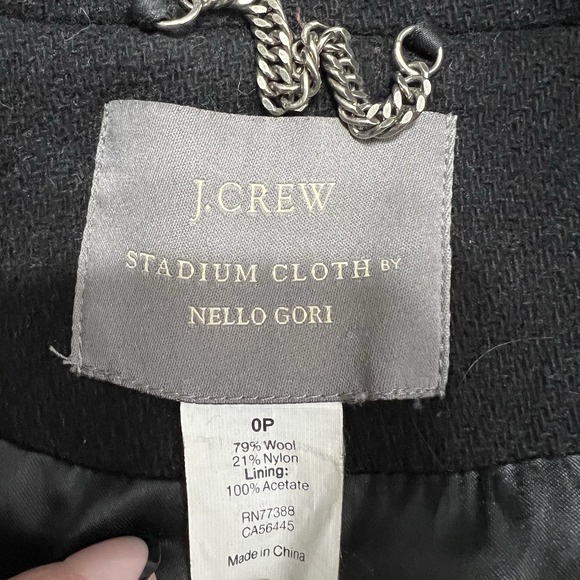 J.CREW
STADIUM CLOTH BY
NELLO GORI
0P
79% Wool
21% Nylon
Lining:
100% Acetate
RN77388
CA56445
Made in China